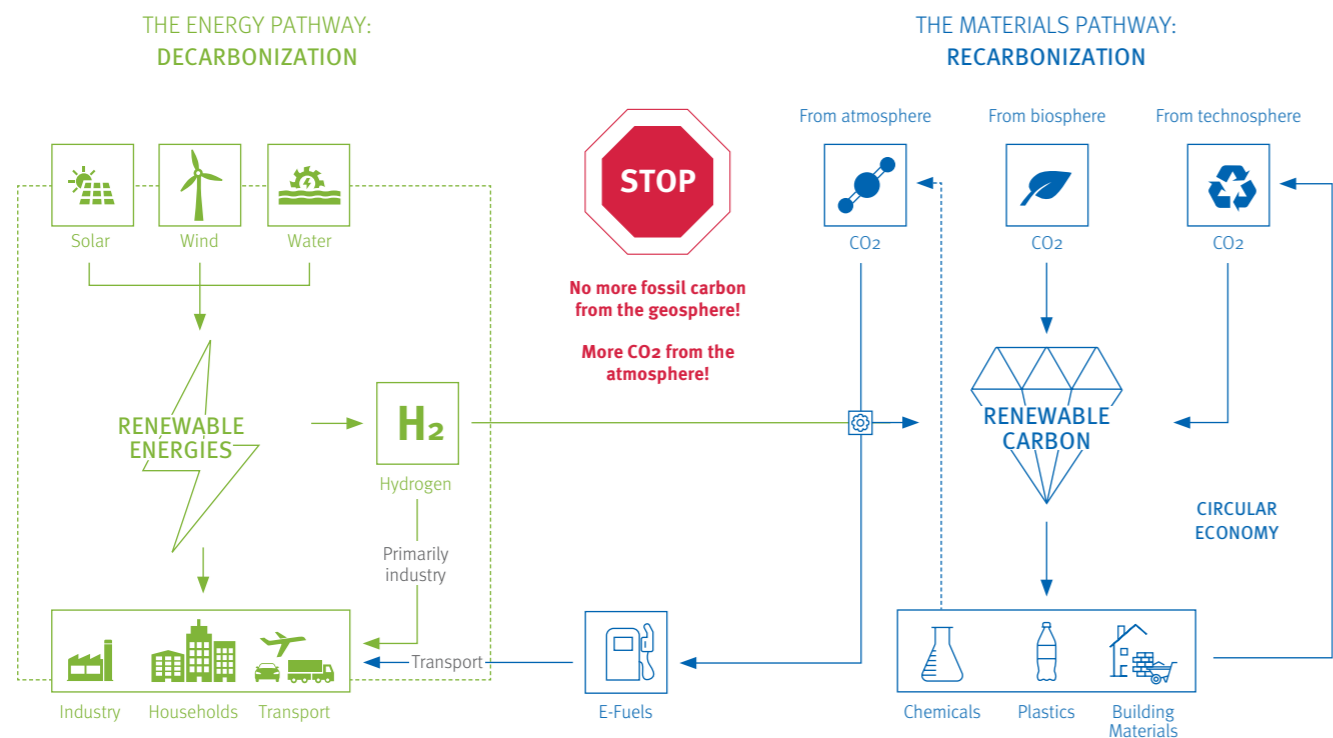 THE ENERGY PATHWAY:
DECARBONIZATION
THE MATERIALS PATHWAY:
RECARBONIZATION
From atmosphere
From biosphere
From technosphere
STOP
Solar
Wind
Water
CO2
CO2
CO2
No more fossil carbon
from the geosphere!
More CO2 from the
atmosphere!
RENEWABLE
ENERGIES
H2
Hydrogen
RENEWABLE
CARBON
CIRCULAR
ECONOMY
Primarily
industry
Transport
Industry
Households
Transport
E-Fuels
Chemicals
Plastics
Building
Materials